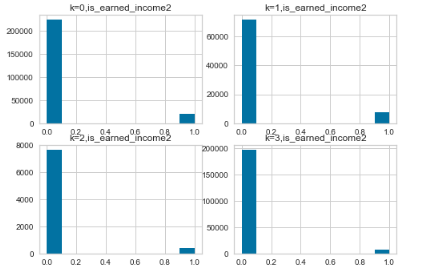 k=0,is_earned_income2
200000
150000
100000
50000
0
0.0 0.2 0.4 0.6 0.8 1.0
k=1,is_earned_income2
60000
40000
20000
0
0.0 0.2 0.4 0.6 0.8 1.0
k=2,is_earned_income2
8000
6000
4000
2000
0
0.0 0.2 0.4 0.6 0.8 1.0
k=3,is_earned_income2
200000
150000
100000
50000
0
0.0 0.2 0.4 0.6 0.8 1.0